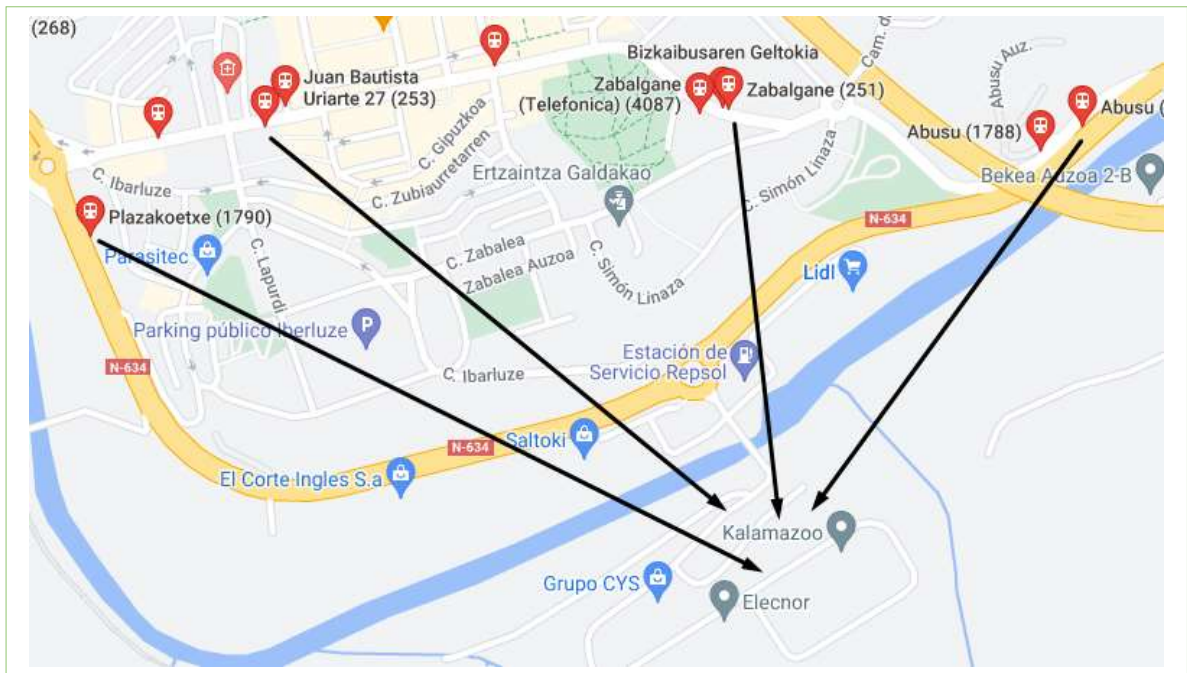 (268)
Juan Bautista
Uriarte 27 (253)
Bizkaibusaren Geltokia
Zabalgane
(Telefonica) (4087)
Zabalgane (251)
Cam. d
Abusu Auz.
Abusu (
Abusu (1788)
Bekea Auzoa 2-B
C. Gipuzkoa
C. Ibarluze
C. Zubiaurretarren
Ertzaintza Galdakao
C. Simón Linaza
N-634
Plazakoetxe (1790)
Parasitec
C. Lapurdi
C. Zabalea
Zabalea Auzoa
C. Simón Linaza
Lidl
Parking público Iberluze
P
Estación de
Servicio Repsol
N-634
C. Ibarluze
N-634
Saltoki
El Corte Ingles S.a
Kalamazoo
Grupo CYS
Elecnor